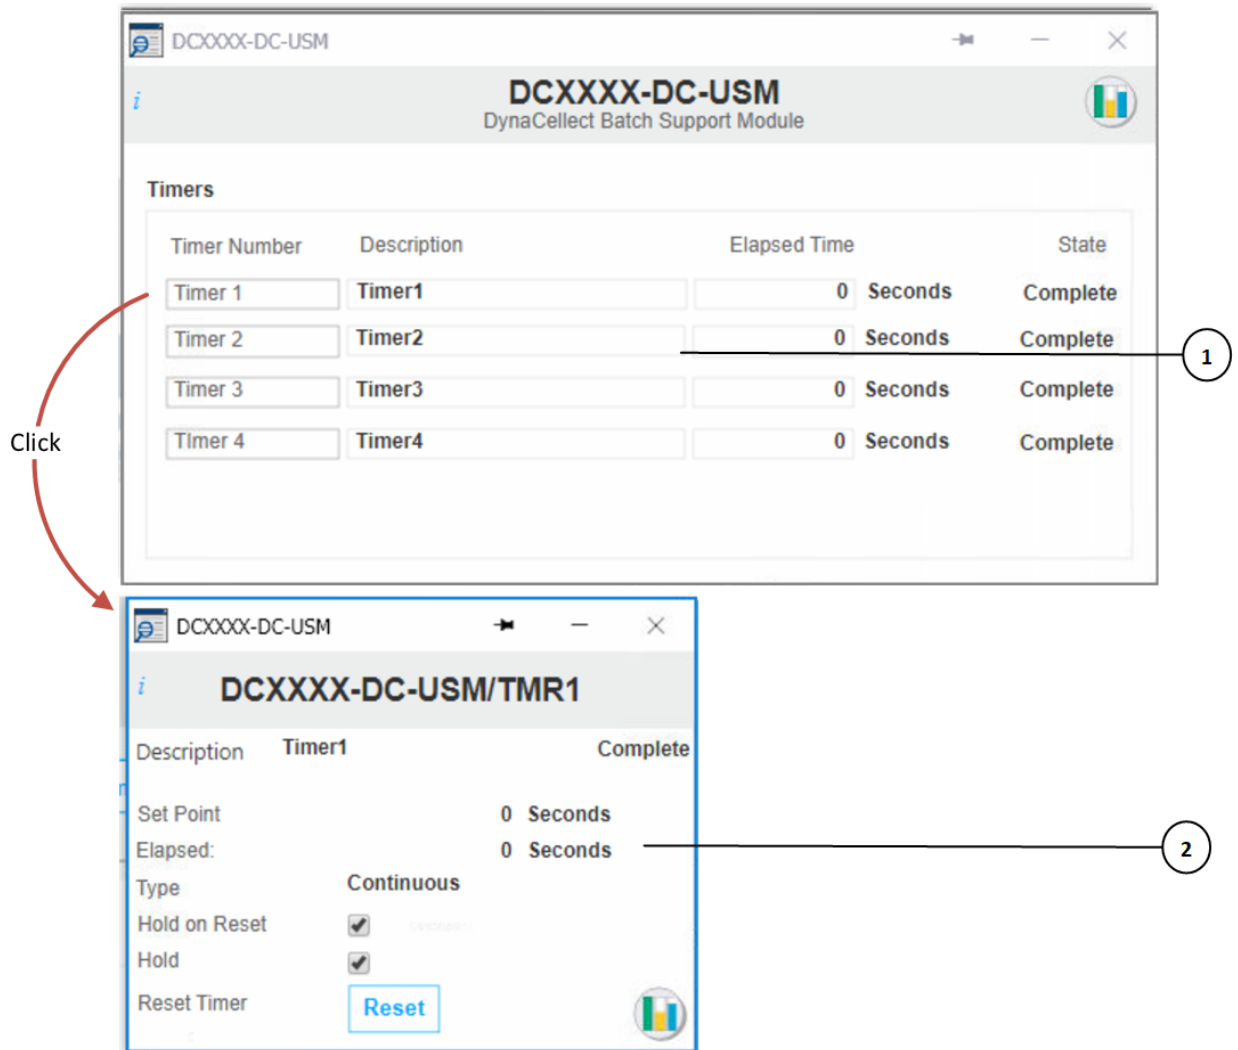 DCXXXX-DC-USM
i
DCXXXX-DC-USM
DynaCellect Batch Support Module
Timers
Timer Number Description Elapsed Time State
Timer 1 Timer1 0 Seconds Complete
Timer 2 Timer2 0 Seconds Complete
1
Timer 3 Timer3 0 Seconds Complete
TImer 4 Timer4 0 Seconds Complete
Click
DCXXXX-DC-USM
i
DCXXXX-DC-USM/TMR1
Description Timer1 Complete
Set Point 0 Seconds
Elapsed: 0 Seconds
2
Type Continuous
Hold on Reset
Hold
Reset Timer Reset